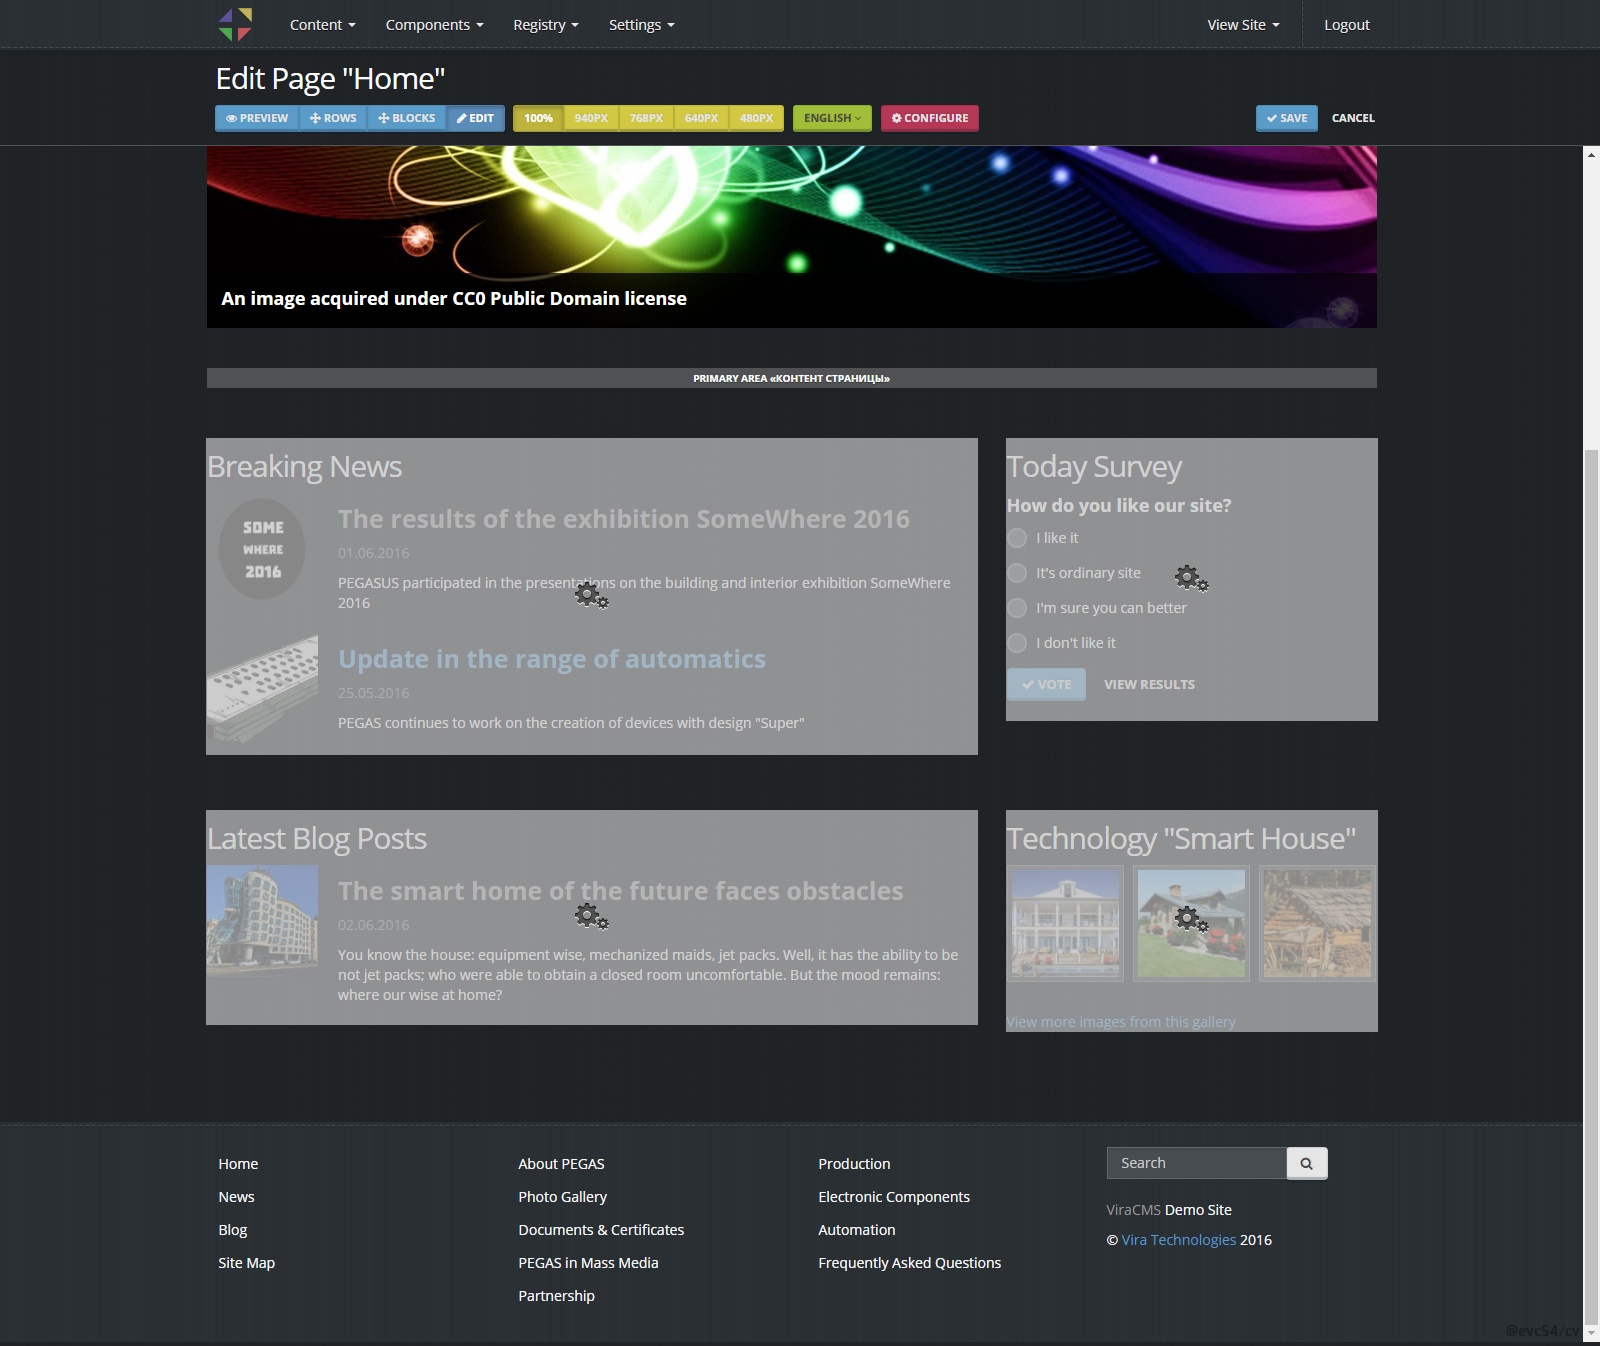 Content Components Registry Settings View Site Logout
Edit Page "Home"
PREVIEW ROWS BLOCKS EDIT 100% 940PX 768PX 640PX 480PX ENGLISH CONFIGURE SAVE CANCEL
An image acquired under CC0 Public Domain license
PRIMARY AREA «КОНТЕНТ СТРАНИЦЫ»
Breaking News
SOME
WHERE
2016
The results of the exhibition SomeWhere 2016
01.06.2016
PEGASUS participated in the presentations on the building and interior exhibition SomeWhere
2016
Update in the range of automatics
25.05.2016
PEGAS continues to work on the creation of devices with design "Super"
Today Survey
How do you like our site?
I like it
It's ordinary site
I'm sure you can better
I don't like it
VOTE VIEW RESULTS
Latest Blog Posts
The smart home of the future faces obstacles
02.06.2016
You know the house: equipment wise, mechanized maids, jet packs. Well, it has the ability to be
not jet packs; who were able to obtain a closed room uncomfortable. But the mood remains:
where our wise at home?
Technology "Smart House"
View more images from this gallery
Home
News
Blog
Site Map
About PEGAS
Photo Gallery
Documents & Certificates
PEGAS in Mass Media
Partnership
Production
Electronic Components
Automation
Frequently Asked Questions
Search
ViraCMS Demo Site
© Vira Technologies 2016
@evc54/cv